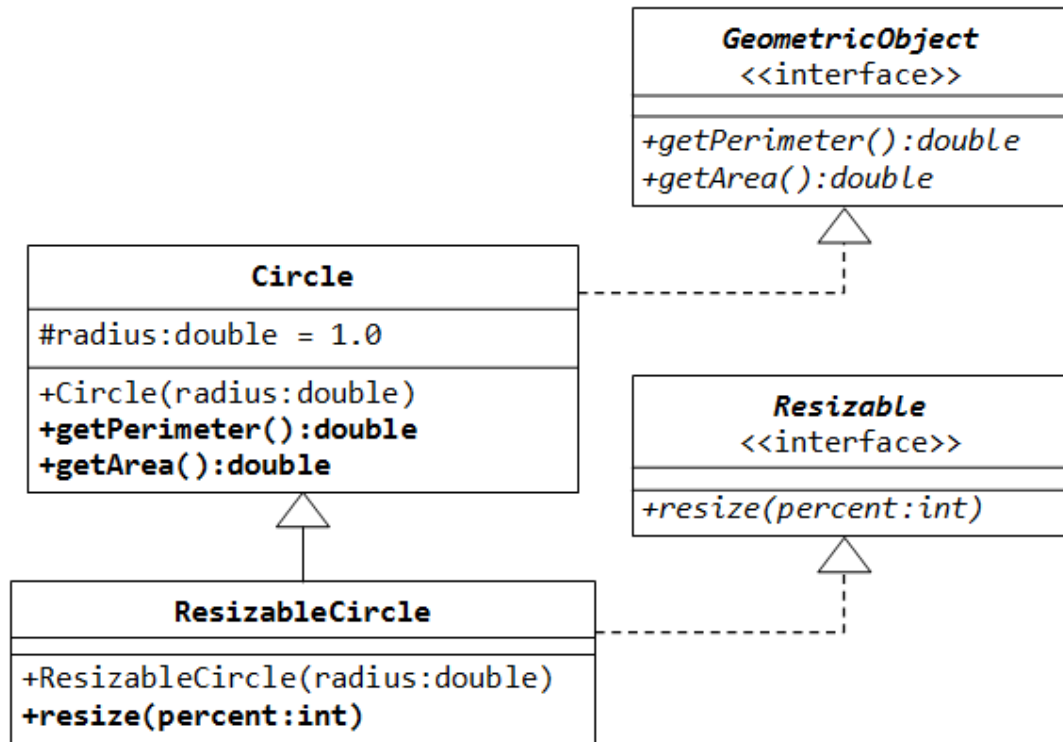 GeometricObject
<<interface>>
+getPerimeter():double
+getArea():double
Circle
#radius:double = 1.0
+Circle(radius:double)
+getPerimeter():double
+getArea():double
Resizable
<<interface>>
+resize(percent:int)
ResizableCircle
+ResizableCircle(radius:double)
+resize(percent:int)